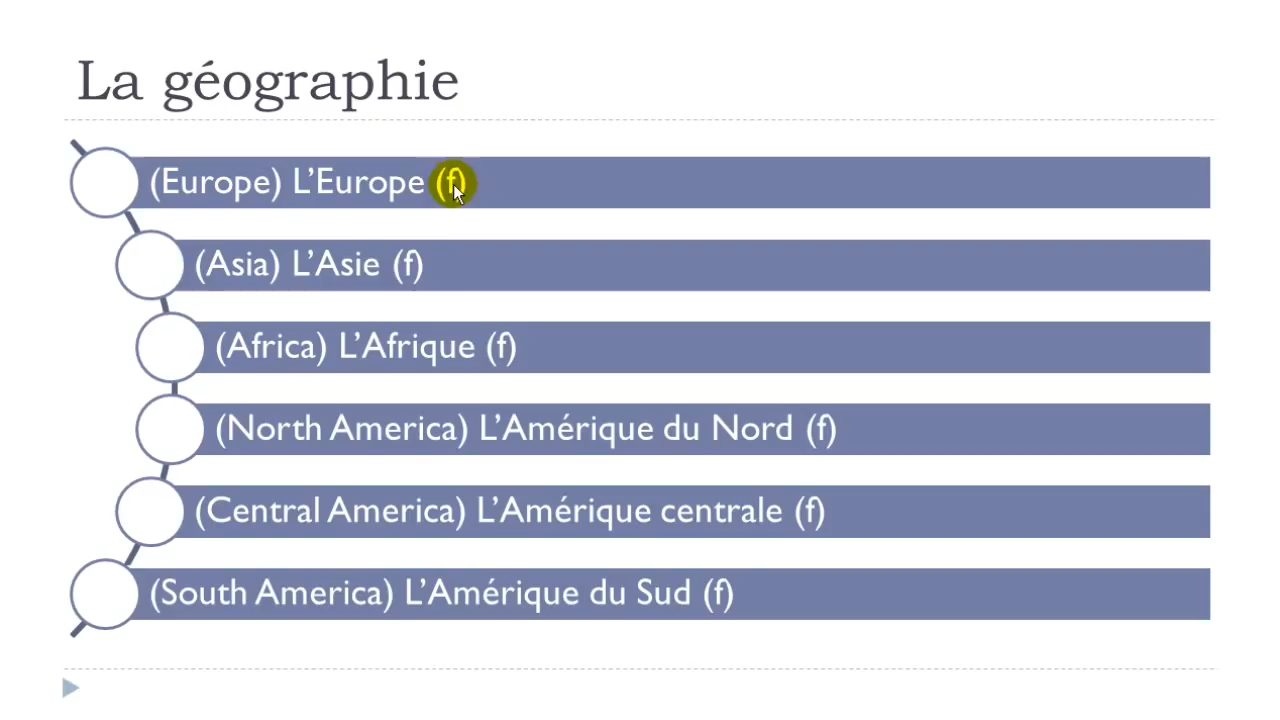 La géographie
(Europe) L’Europe (f)
(Asia) L’Asie (f)
(Africa) L’Afrique (f)
(North America) L’Amérique du Nord (f)
(Central America) L’Amérique centrale (f)
(South America) L’Amérique du Sud (f)